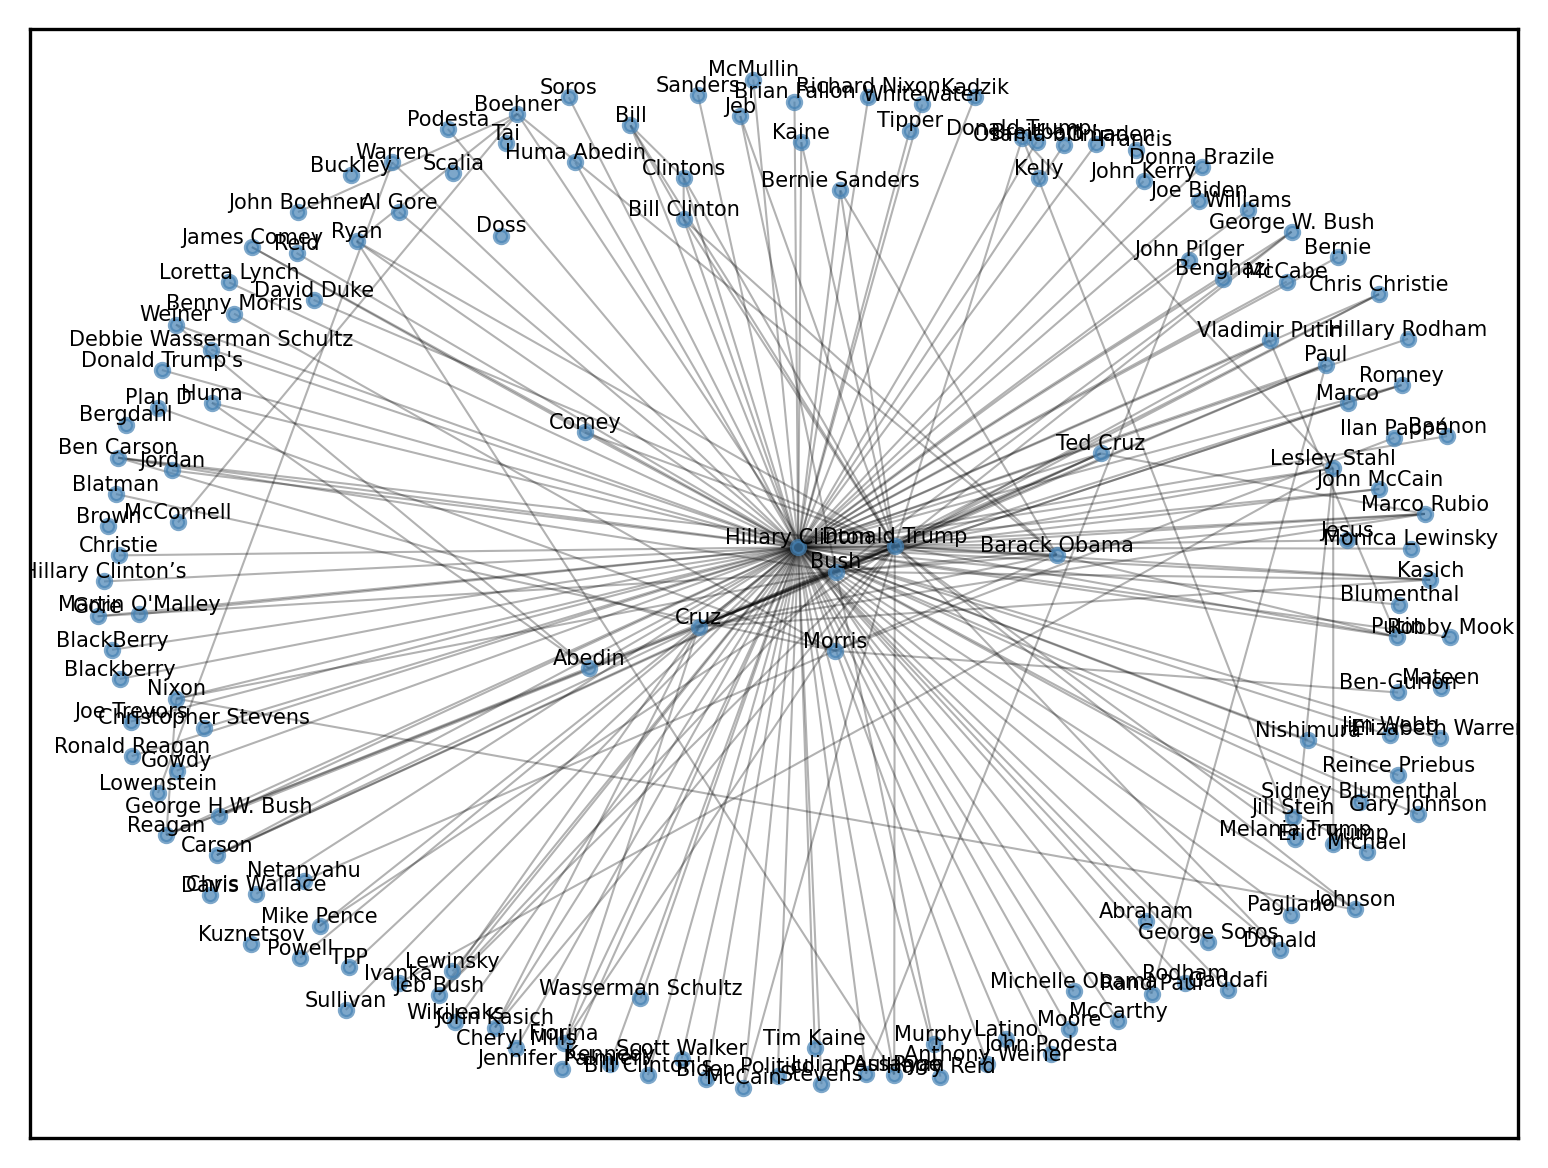 McMullin
Soros
Sanders
Brian Fallon
Richard Nixon
Kadzik
Whitewater
Boehner
Jeb
Podesta
Bill
Tipper
Tai
Kaine
Donald Trump
Francis
Warren
Scalia
Huma Abedin
Buckley
Clintons
Bernie Sanders
Kelly
John Kerry
Donna Brazile
John Boehner
Al Gore
Bill Clinton
Joe Biden
Williams
Doss
George W. Bush
James Comey
Reid
Ryan
John Pilger
Bernie
Loretta Lynch
Benghazi
McCabe
David Duke
Chris Christie
Benny Morris
Weiner
Vladimir Putin
Hillary Rodham
Debbie Wasserman Schultz
Donald Trump's
Paul
Plan D
Huma
Romney
Marco
Bergdahl
Comey
Ilan Pappé
Bannon
Ben Carson
Jordan
Ted Cruz
Lesley Stahl
Blatman
John McCain
Brown
McConnell
Marco Rubio
Hillary Clinton
Donald Trump
Barack Obama
Jesus
Monica Lewinsky
Christie
Bush
Hillary Clinton’s
Kasich
Martin O'Malley
Gore
Cruz
Blumenthal
BlackBerry
Morris
Putin
Robby Mook
Blackberry
Abedin
Nixon
Ben-Gurion
Mateen
Joe Trevors
Christopher Stevens
Nishimura
Jim Webb
Elizabeth Warren
Ronald Reagan
Gowdy
Reince Priebus
Lowenstein
Sidney Blumenthal
George H.W. Bush
Jill Stein
Gary Johnson
Reagan
Melania Trump
Eric Trump
Carson
Michael
Netanyahu
Davis
Chris Wallace
Mike Pence
Abraham
Pagliano
Johnson
Kuznetsov
George Soros
Donald
Powell
TPP
Lewinsky
Ivanka
Jeb Bush
Wasserman Schultz
Michelle Obama
Rand Paul
Rodham
Gaddafi
Sullivan
Wikileaks
John Kasich
McCarthy
Cheryl Mills
Fiorina
Tim Kaine
Murphy
Latino
Moore
Jennifer Palmieri
Kennedy
Scott Walker
Anthony Weiner
John Podesta
Bill Clinton's
Biden
Politico
Julian Assange
McCain
Stevens
Harry Reid